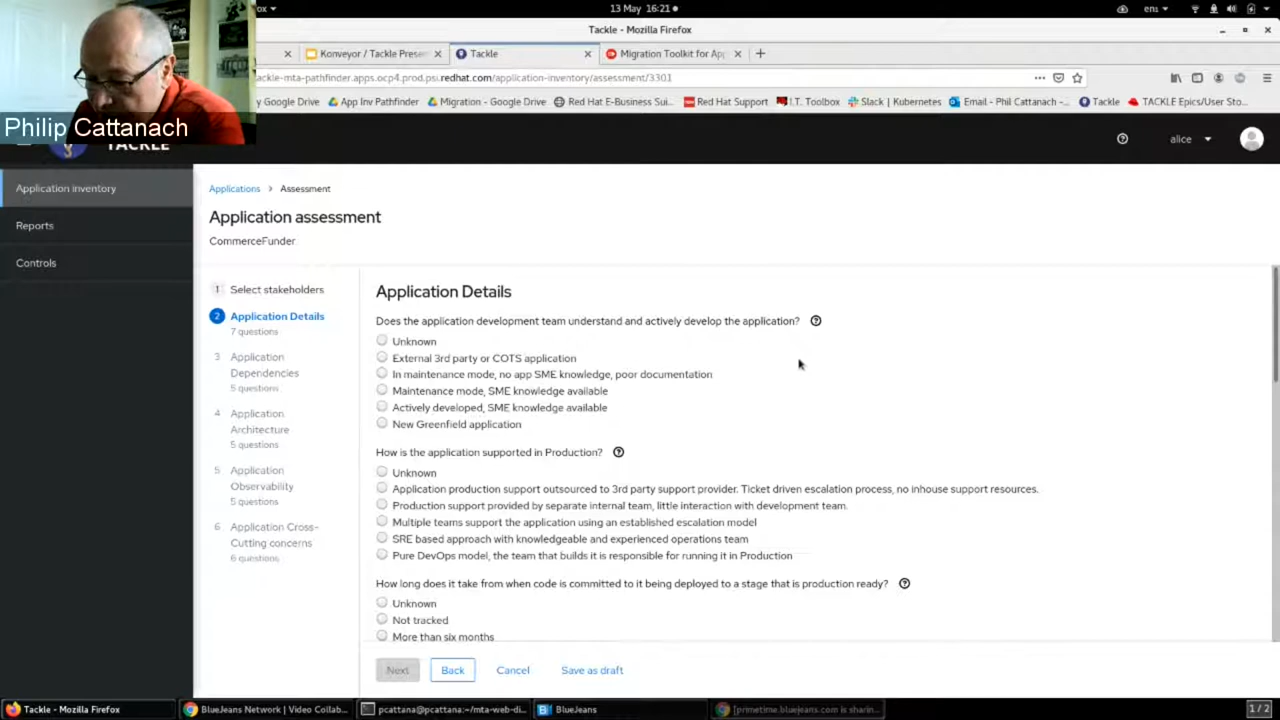 ox
13 May 16:21
en
Tackle - Mozilla Firefox
Konveyor / Tackle Prese
Tackle
Migration Toolkit for Ap
ackle-mta-pathfinder.apps.ocp4.prod.psi.redhat.com/application-inventory/assessment/3301
y Google Drive
App Inv Pathfinder
Migration - Google Drive
Red Hat E-Business Sui...
Red Hat Support
I.T. Toolbox
Slack | Kubernetes
Email - Phil Cattanach -...
Tackle
TACKLE Epics/User Sto...
Philip Cattanach
TACKLE
alice
Application inventory
Reports
Controls
Applications > Assessment
Application assessment
CommerceFunder
1 Select stakeholders
2 Application Details
7 questions
3 Application
Dependencies
5 questions
4 Application
Architecture
5 questions
5 Application
Observability
5 questions
6 Application Cross-
Cutting concerns
6 questions
Application Details
Does the application development team understand and actively develop the application?
Unknown
External 3rd party or COTS application
In maintenance mode, no app SME knowledge, poor documentation
Maintenance mode, SME knowledge available
Actively developed, SME knowledge available
New Greenfield application
How is the application supported in Production?
Unknown
Application production support outsourced to 3rd party support provider. Ticket driven escalation process, no inhouse support resources.
Production support provided by separate internal team, little interaction with development team.
Multiple teams support the application using an established escalation model
SRE based approach with knowledgeable and experienced operations team
Pure DevOps model, the team that builds it is responsible for running it in Production
How long does it take from when code is committed to it being deployed to a stage that is production ready?
Unknown
Not tracked
More than six months
Next
Back
Cancel
Save as draft
Tackle - Mozilla Firefox
BlueJeans Network | Video Collab...
pcattana@pcattana:~/mta-web-di...
BlueJeans
[primetime.bluejeans.com is sharin...
1 / 2